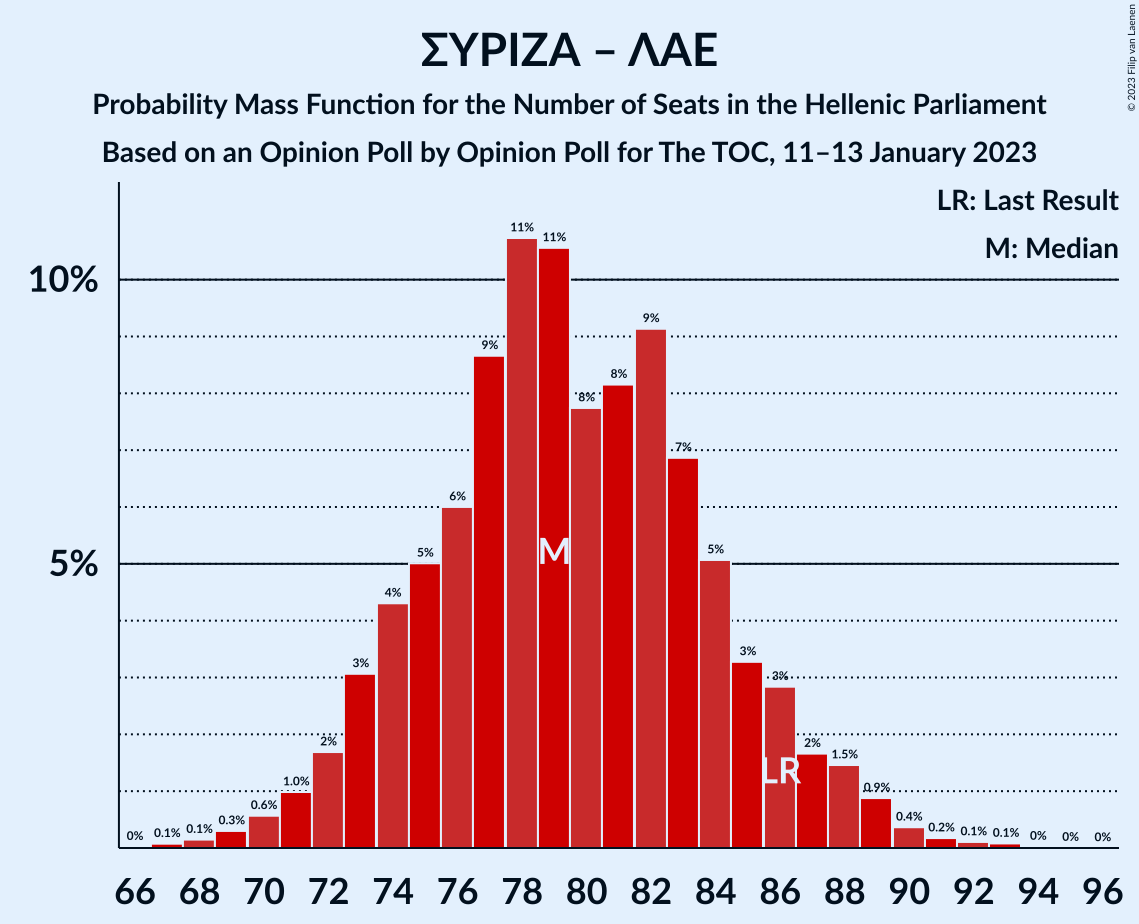 ΣΥΡΙΖΑ – ΛΑΕ
Probability Mass Function for the Number of Seats in the Hellenic Parliament
Based on an Opinion Poll by Opinion Poll for The TOC, 11–13 January 2023
© 2023 Filip van Laenen
LR: Last Result
M: Median
10%
5%
0% 0.1% 0.1% 0.3% 0.6% 1.0% 2% 3% 4% 5% 6% 9% 11% 11% 8% 8% 9% 7% 5% 3% 3% 2% 1.5% 0.9% 0.4% 0.2% 0.1% 0.1% 0% 0% 0%
M
LR
66 68 70 72 74 76 78 80 82 84 86 88 90 92 94 96